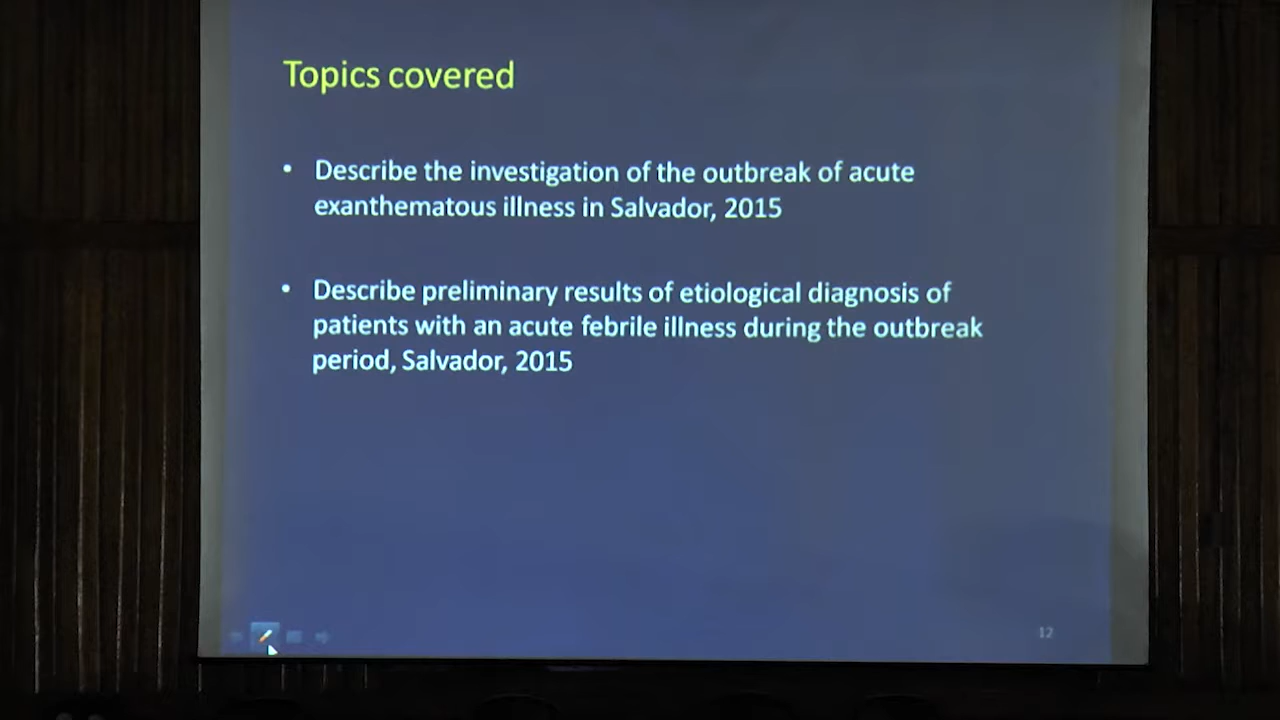 Topics covered
• Describe the investigation of the outbreak of acute
exanthematous illness in Salvador, 2015
• Describe preliminary results of etiological diagnosis of
patients with an acute febrile illness during the outbreak
period, Salvador, 2015
12